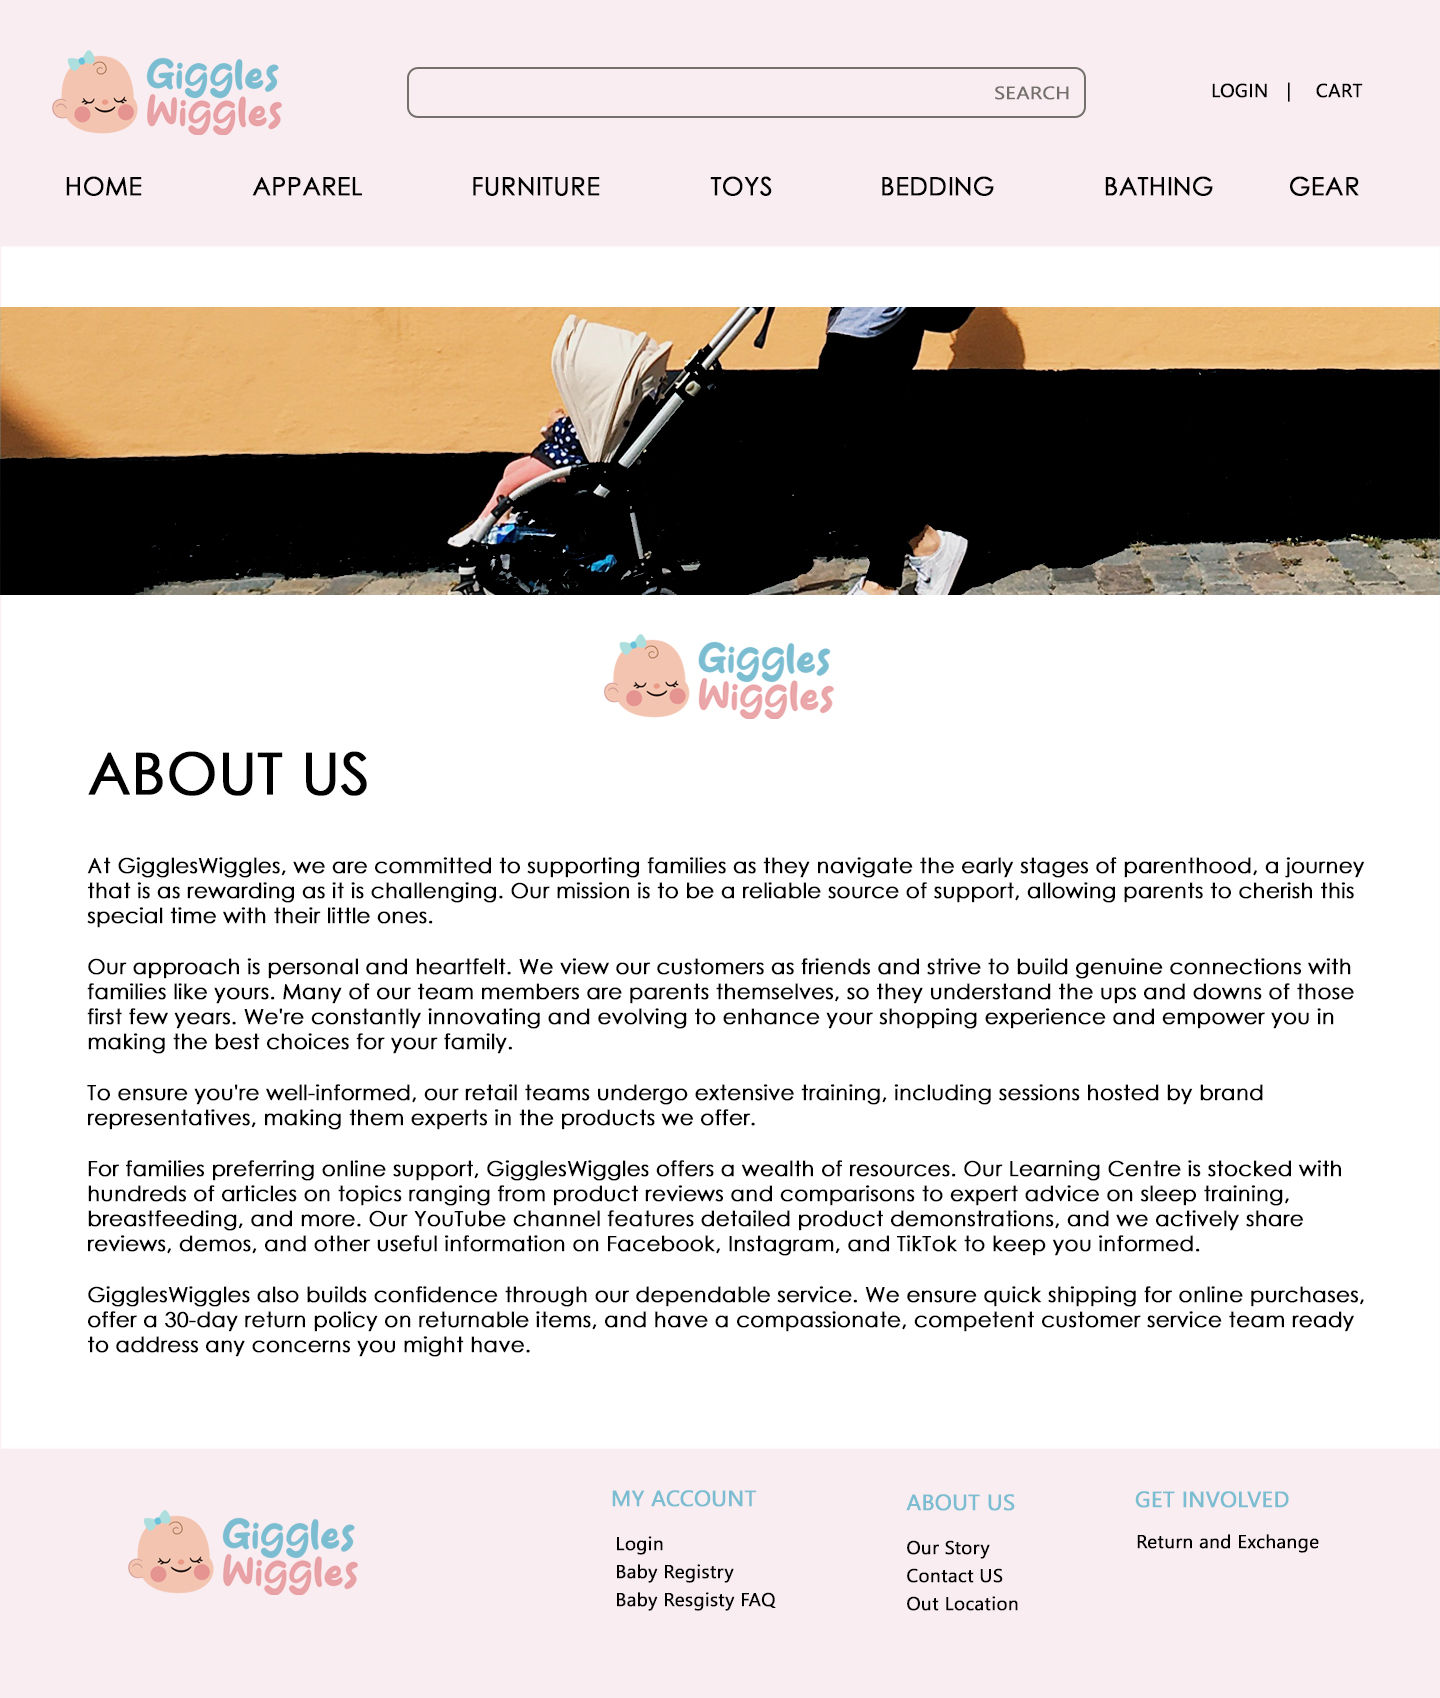 Giggles
Wiggles
SEARCH
LOGIN | CART
HOME APPAREL FURNITURE TOYS BEDDING BATHING GEAR
Giggles
Wiggles
ABOUT US
At GigglesWiggles, we are committed to supporting families as they navigate the early stages of parenthood, a journey
that is as rewarding as it is challenging. Our mission is to be a reliable source of support, allowing parents to cherish this
special time with their little ones.
Our approach is personal and heartfelt. We view our customers as friends and strive to build genuine connections with
families like yours. Many of our team members are parents themselves, so they understand the ups and downs of those
first few years. We're constantly innovating and evolving to enhance your shopping experience and empower you in
making the best choices for your family.
To ensure you're well-informed, our retail teams undergo extensive training, including sessions hosted by brand
representatives, making them experts in the products we offer.
For families preferring online support, GigglesWiggles offers a wealth of resources. Our Learning Centre is stocked with
hundreds of articles on topics ranging from product reviews and comparisons to expert advice on sleep training,
breastfeeding, and more. Our YouTube channel features detailed product demonstrations, and we actively share
reviews, demos, and other useful information on Facebook, Instagram, and TikTok to keep you informed.
GigglesWiggles also builds confidence through our dependable service. We ensure quick shipping for online purchases,
offer a 30-day return policy on returnable items, and have a compassionate, competent customer service team ready
to address any concerns you might have.
Giggles
Wiggles
MY ACCOUNT
Login
Baby Registry
Baby Resgisty FAQ
ABOUT US
Our Story
Contact US
Out Location
GET INVOLVED
Return and Exchange